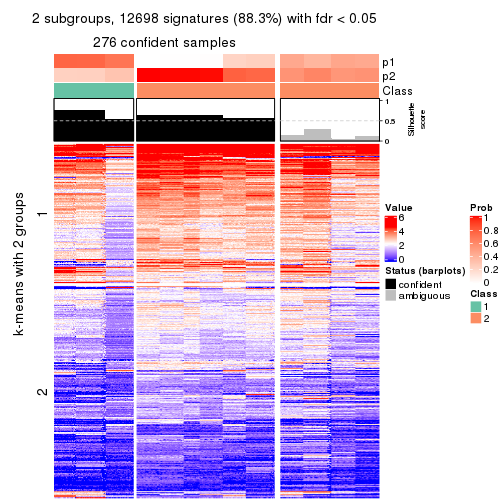 2 subgroups, 12698 signatures (88.3%) with fdr < 0.05
276 confident samples
p1
p2
Class
1
0.5
0
Silhouette
score
k-means with 2 groups
1
2
Value
6
4
2
0
Status (barplots)
confident
ambiguous
Prob
1
0.8
0.6
0.4
0.2
0
Class
1
2